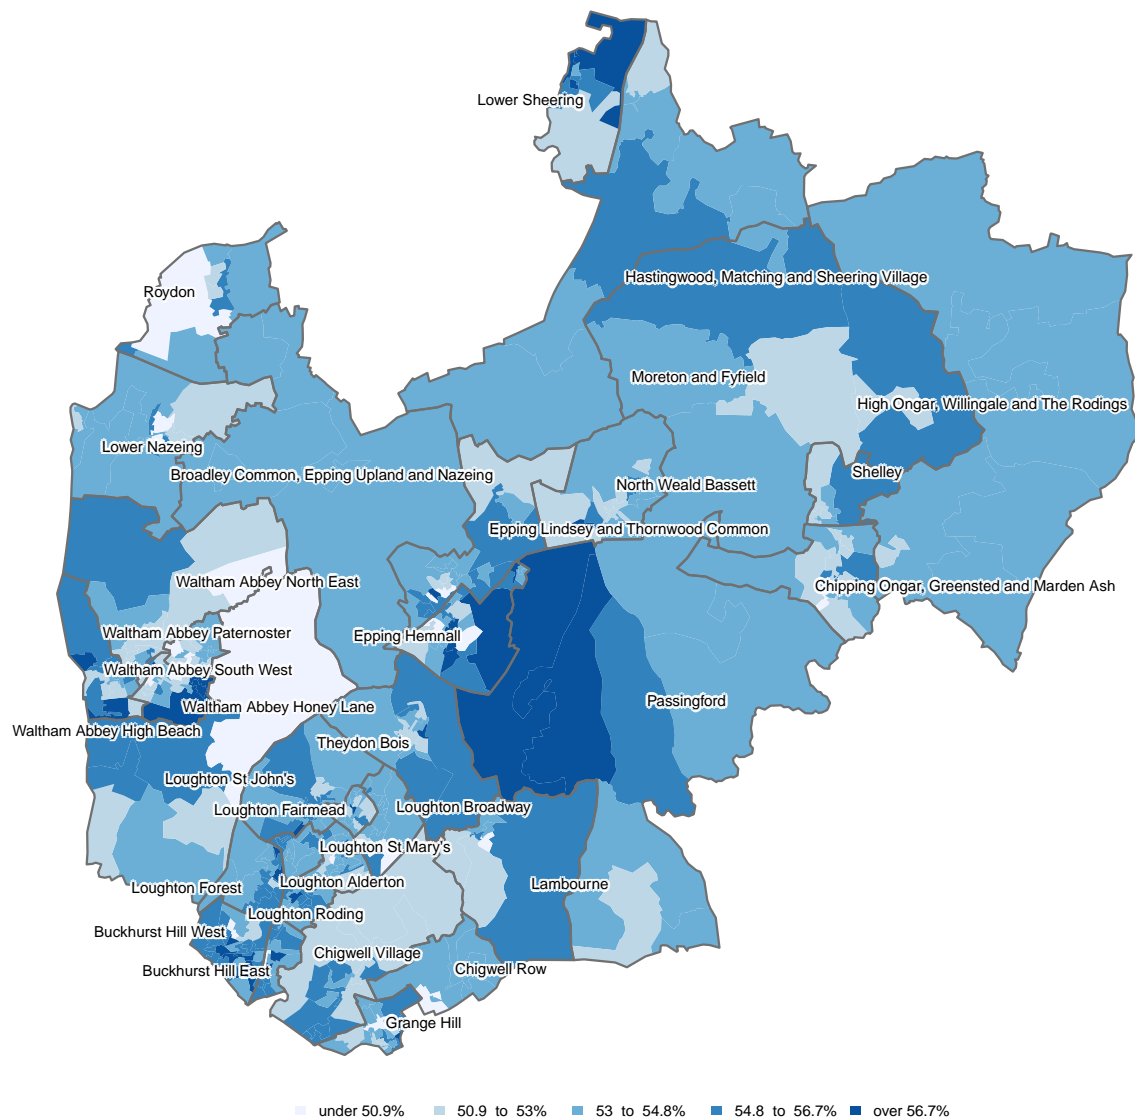 Lower Sheering
Hastingwood, Matching and Sheering Village
Roydon
Moreton and Fyfield
High Ongar, Willingale and The Rodings
Lower Nazeing
Broadley Common, Epping Upland and Nazeing
Shelley
North Weald Bassett
Epping Lindsey and Thornwood Common
Waltham Abbey North East
Chipping Ongar, Greensted and Marden Ash
Waltham Abbey Paternoster
Epping Hemnall
Waltham Abbey South West
Passingford
Waltham Abbey Honey Lane
Waltham Abbey High Beach
Theydon Bois
Loughton St John's
Loughton Fairmead
Loughton Broadway
Loughton St Mary's
Loughton Forest
Loughton Alderton
Lambourne
Loughton Roding
Buckhurst Hill West
Chigwell Village
Buckhurst Hill East
Chigwell Row
Grange Hill
under 50.9% 50.9 to 53% 53 to 54.8% 54.8 to 56.7% over 56.7%